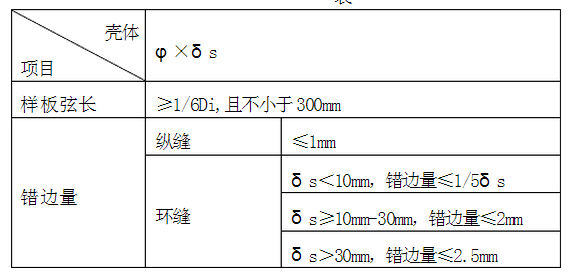 壳体
项目
φ×δs
样板弦长
≥1/6Di,且不小于300mm
错边量
纵缝
≤1mm
环缝
δs<10mm，错边量≤1/5δs
δs≥10mm-30mm，错边量≤2mm
δs>30mm，错边量≤2.5mm